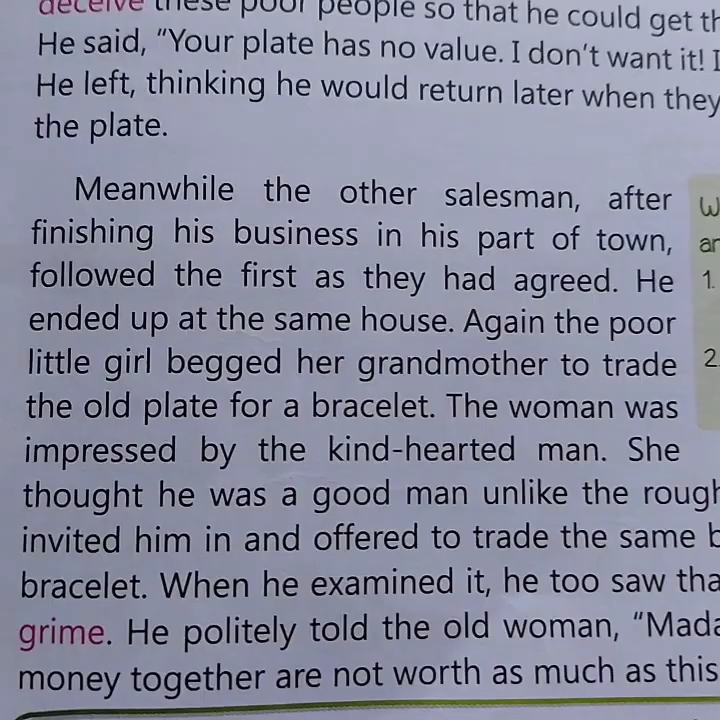 deceive these poor people so that he could get
He said, “Your plate has no value. I don’t want it!
He left, thinking he would return later when they
the plate.
Meanwhile the other salesman, after
finishing his business in his part of town,
followed the first as they had agreed. He
ended up at the same house. Again the poor
little girl begged her grandmother to trade
the old plate for a bracelet. The woman was
impressed by the kind-hearted man. She
thought he was a good man unlike the
invited him in and offered to trade the same
bracelet. When he examined it, he too saw
grime. He politely told the old woman,
money together are not worth as much as this
1.
2.